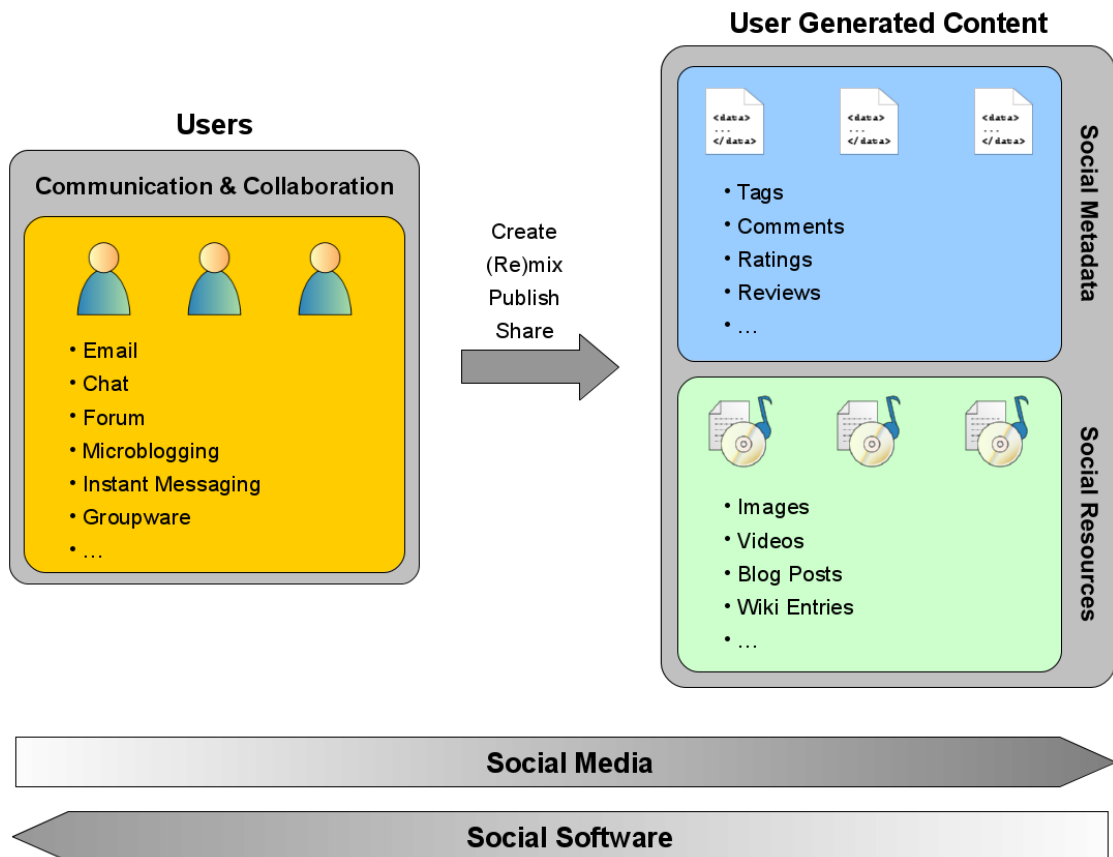 Users
Communication & Collaboration
• Email
• Chat
• Forum
• Microblogging
• Instant Messaging
• Groupware
• ...
Create
(Re)mix
Publish
Share
User Generated Content
<data>
...
</data>
<data>
...
</data>
<data>
...
</data>
• Tags
• Comments
• Ratings
• Reviews
• ...
Social Metadata
• Images
• Videos
• Blog Posts
• Wiki Entries
• ...
Social Resources
Social Media
Social Software